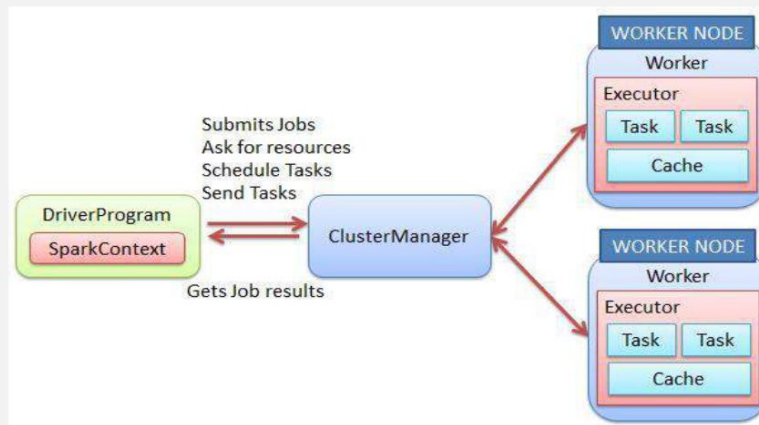 Submits Jobs
Ask for resources
Schedule Tasks
Send Tasks
DriverProgram
SparkContext
Gets Job results
ClusterManager
WORKER NODE
Worker
Executor
Task Task
Cache
WORKER NODE
Worker
Executor
Task Task
Cache